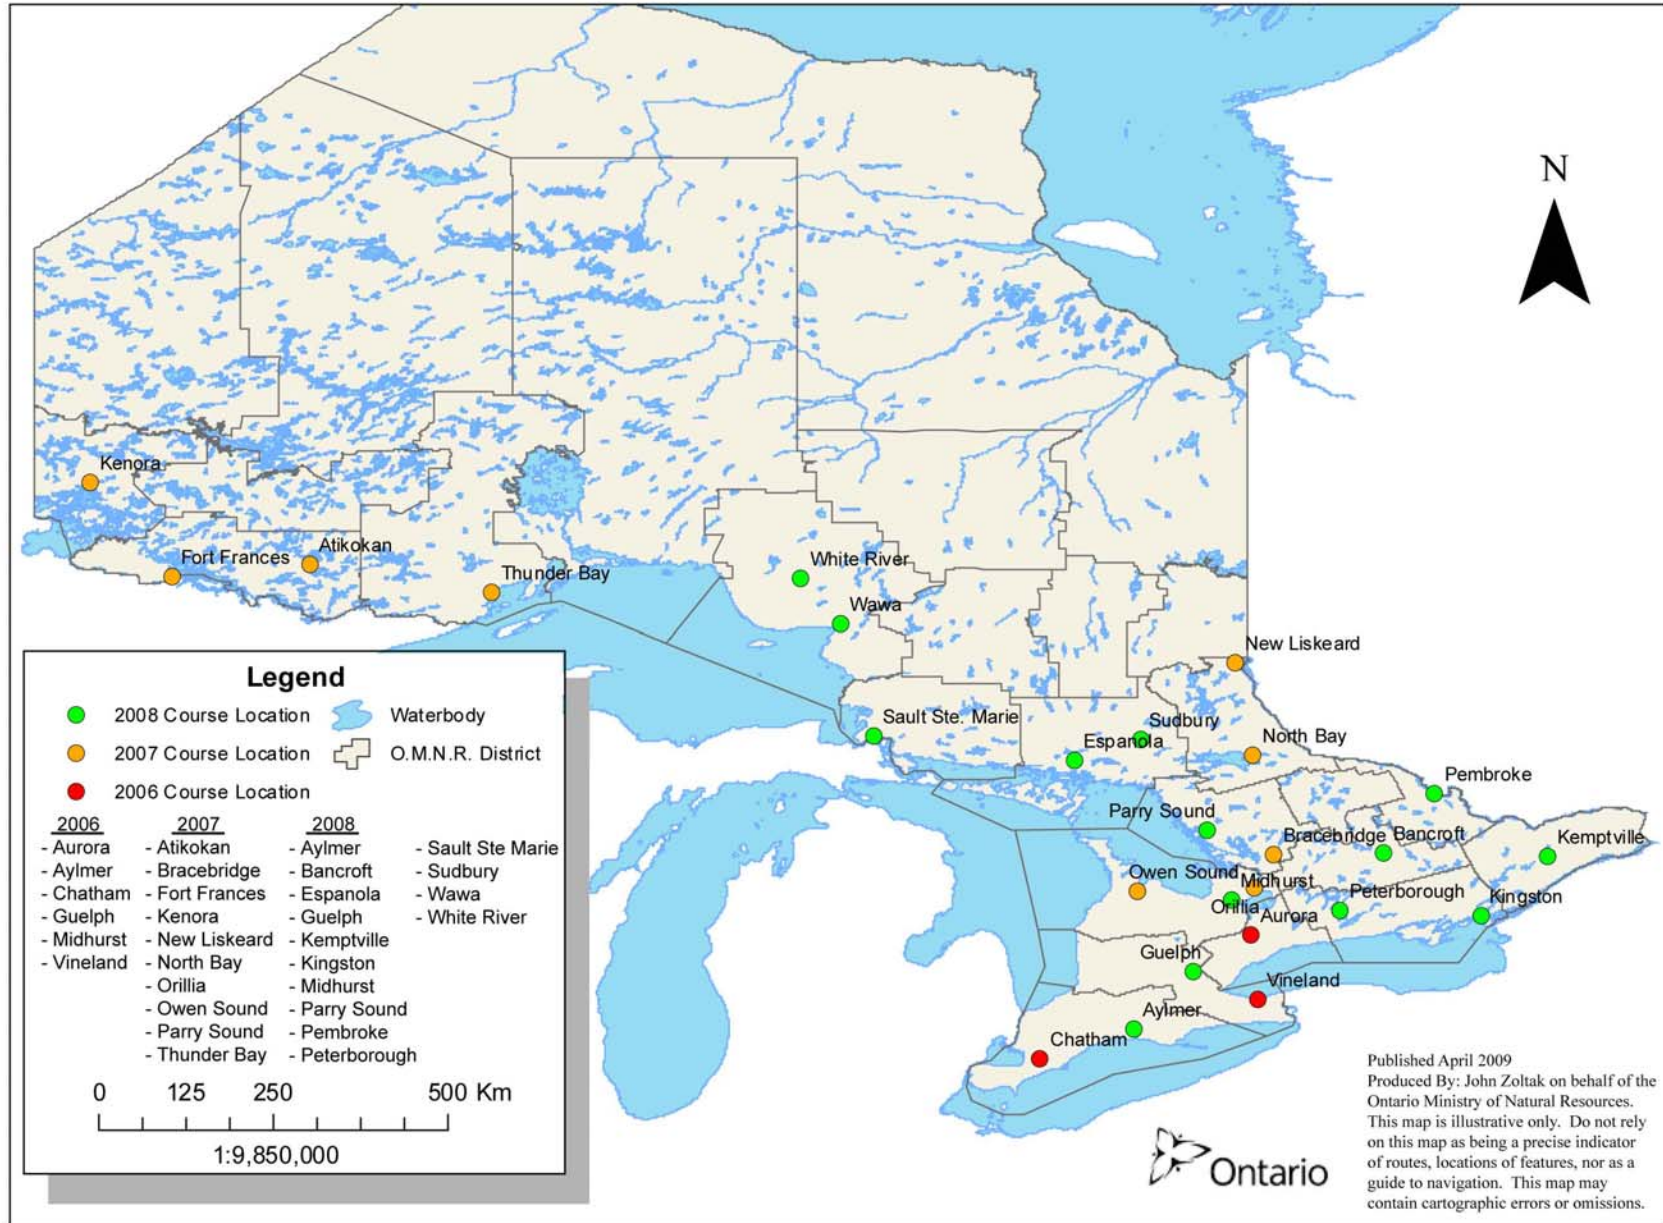 N
Kenora
Fort Frances
Atikokan
Thunder Bay
White River
Wawa
New Liskeard
Sault Ste. Marie
Sudbury
Espanola
North Bay
Pembroke
Parry Sound
Bracebridge
Bancroft
Kemptville
Owen Sound
Midhurst
Peterborough
Kingston
Orillia
Aurora
Guelph
Vineland
Aylmer
Chatham
Legend
2008 Course Location
Waterbody
2007 Course Location
O.M.N.R. District
2006 Course Location
2006
- Aurora
- Aylmer
- Chatham
- Guelph
- Midhurst
- Vineland
2007
- Atikokan
- Bracebridge
- Fort Frances
- Kenora
- New Liskeard
- North Bay
- Orillia
- Owen Sound
- Parry Sound
- Thunder Bay
2008
- Aylmer
- Bancroft
- Espanola
- Guelph
- Kemptville
- Kingston
- Midhurst
- Parry Sound
- Pembroke
- Peterborough
- Sault Ste Marie
- Sudbury
- Wawa
- White River
0 125 250 500 Km
1:9,850,000
Ontario
Published April 2009
Produced By: John Zoltak on behalf of the
Ontario Ministry of Natural Resources.
This map is illustrative only. Do not rely
on this map as being a precise indicator
of routes, locations of features, nor as a
guide to navigation. This map may
contain cartographic errors or omissions.